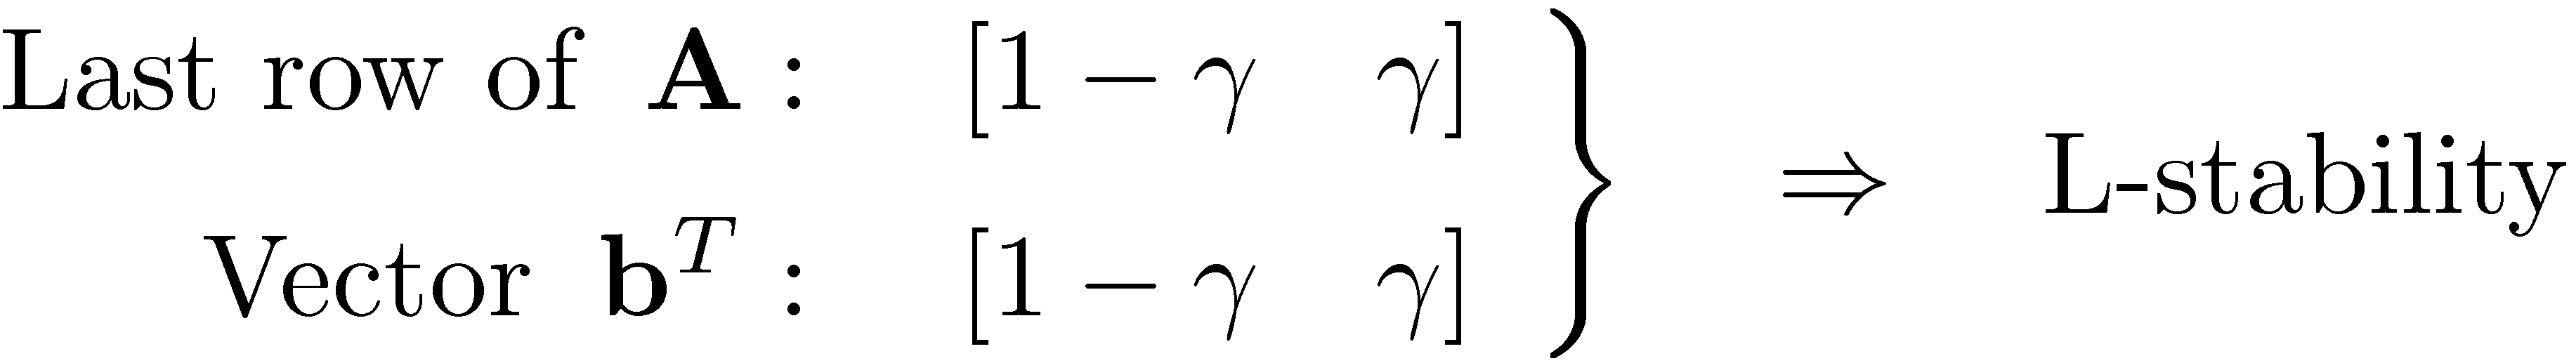 Last row of A : [1 − γ γ]
Vector b^T : [1 − γ γ]
⇒ L-stability